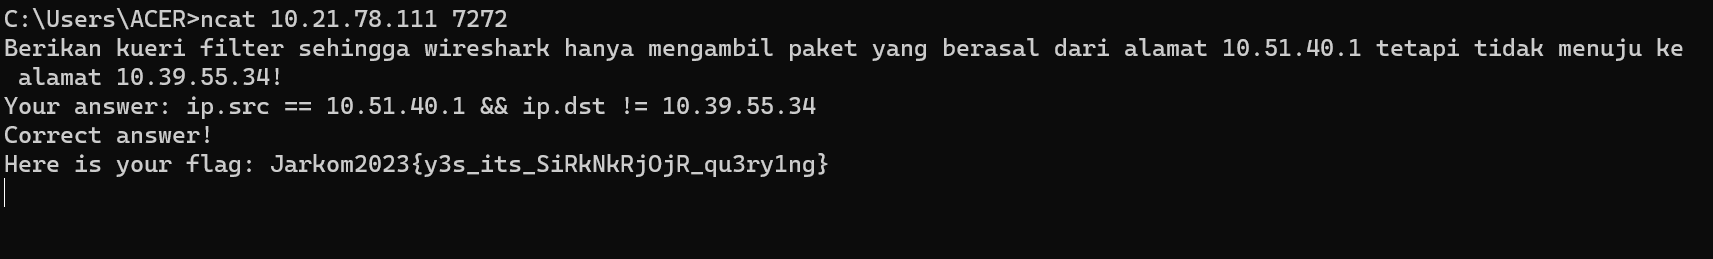 C:\Users\ACER>ncat 10.21.78.111 7272
Berikan kueri filter sehingga wireshark hanya mengambil paket yang berasal dari alamat 10.51.40.1 tetapi tidak menuju ke
 alamat 10.39.55.34!
Your answer: ip.src == 10.51.40.1 && ip.dst != 10.39.55.34
Correct answer!
Here is your flag: Jarkom2023{y3s_its_SiRkNkRjOjR_qu3ry1ng}